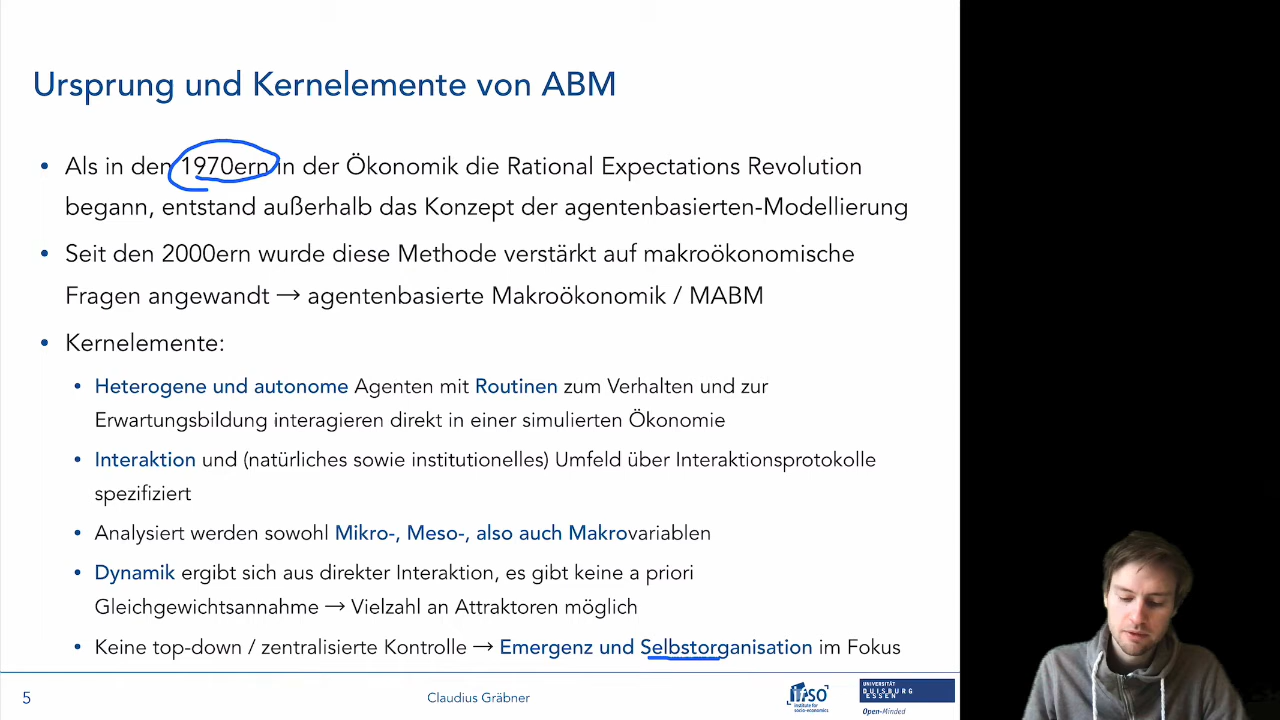 Ursprung und Kernelemente von ABM
• Als in den 1970ern in der Ökonomik die Rational Expectations Revolution
begann, entstand außerhalb das Konzept der agentenbasierten-Modellierung
• Seit den 2000ern wurde diese Methode verstärkt auf makroökonomische
Fragen angewandt → agentenbasierte Makroökonomik / MABM
• Kernelemente:
• Heterogene und autonome Agenten mit Routinen zum Verhalten und zur
Erwartungsbildung interagieren direkt in einer simulierten Ökonomie
• Interaktion und (natürliches sowie institutionelles) Umfeld über Interaktionsprotokolle
spezifiziert
• Analysiert werden sowohl Mikro-, Meso-, also auch Makrovariablen
• Dynamik ergibt sich aus direkter Interaktion, es gibt keine a priori
Gleichgewichtsannahme → Vielzahl an Attraktoren möglich
• Keine top-down / zentralisierte Kontrolle → Emergenz und Selbstorganisation im Fokus
5
Claudius Gräbner
ifso
institute for
socio-economics
UNIVERSITÄT
DUISBURG
ESSEN
Open-Minded